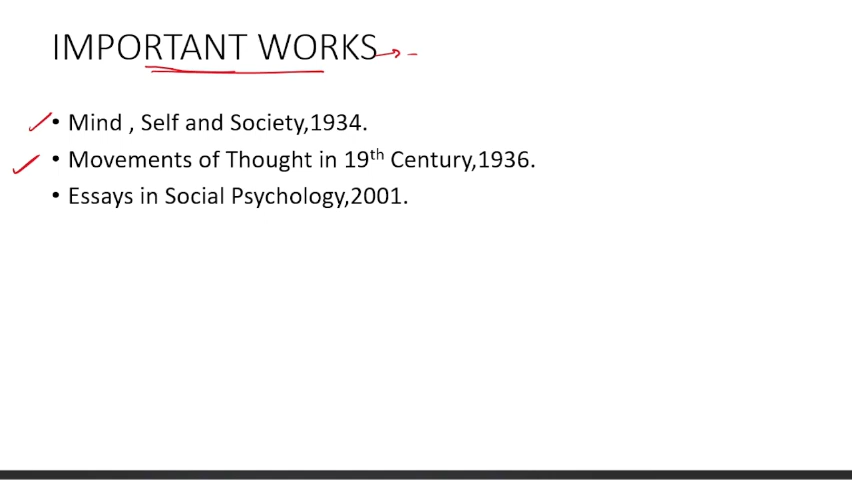 IMPORTANT WORKS
• Mind , Self and Society,1934.
• Movements of Thought in 19th Century,1936.
• Essays in Social Psychology,2001.